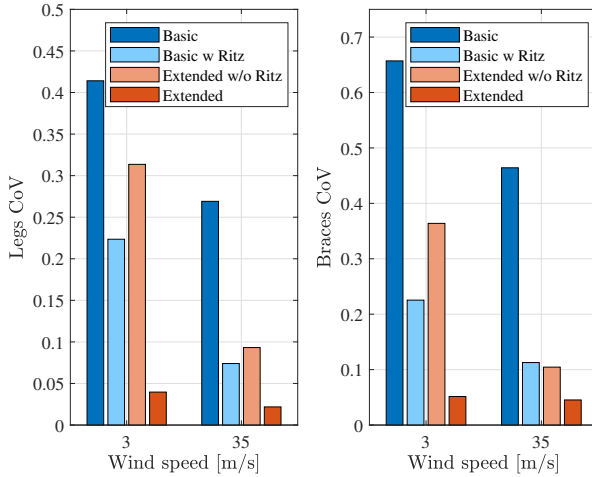 0.5
0.45
0.4
0.35
0.3
0.25
0.2
0.15
0.1
0.05
0
Legs CoV
Basic
Basic w Ritz
Extended w/o Ritz
Extended
3
35
Wind speed [m/s]
0.7
0.6
0.5
0.4
0.3
0.2
0.1
0
Braces CoV
Basic
Basic w Ritz
Extended w/o Ritz
Extended
3
35
Wind speed [m/s]